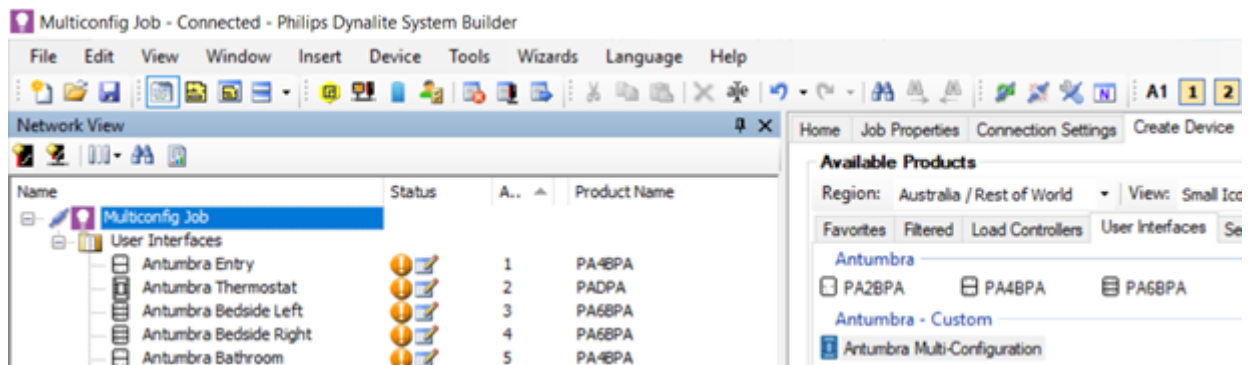 Multiconfig Job - Connected - Philips Dynalite System Builder
File Edit View Window Insert Device Tools Wizards Language Help
A1 1 2
Network View
Home Job Properties Connection Settings Create Device
Available Products
Name Status A.. Product Name
Region: Australia / Rest of World View: Small Ico
Multiconfig Job
Favorites Filtered Load Controllers User Interfaces Se
User Interfaces
Antumbra
Antumbra Entry 1 PA4BPA
Antumbra Thermostat 2 PADPA
PA2BPA PA4BPA PA6BPA
Antumbra Bedside Left 3 PA6BPA
Antumbra - Custom
Antumbra Bedside Right 4 PA6BPA
Antumbra Multi-Configuration
Antumbra Bathroom 5 PA4BPA